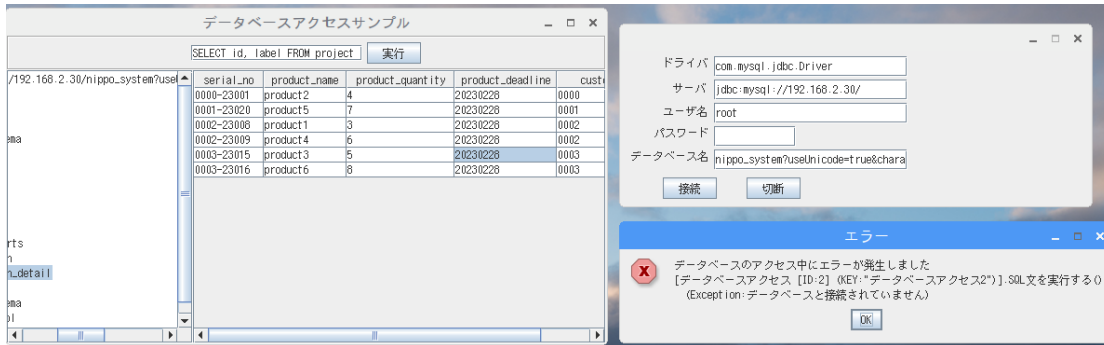 データベースアクセスサンプル
SELECT id, label FROM project 実行
/192.168.2.30/nippo_system?usel
ema
rts
n
n_detail
ema
ol
serial_no product_name product_quantity product_deadline custo
0000-23001 product2 4 20230228 0000
0001-23020 product5 7 20230228 0001
0002-23008 product1 3 20230228 0002
0002-23009 product4 6 20230228 0002
0003-23015 product3 5 20230228 0003
0003-23016 product6 8 20230228 0003
ドライバ com.mysql.jdbc.Driver
サーバ jdbc:mysql://192.168.2.30/
ユーザ名 root
パスワード
データベース名 nippo_system?useUnicode=true&chara
接続 切断
エラー
データベースのアクセス中にエラーが発生しました
[データベースアクセス [ID:2] (KEY:"データベースアクセス2")].SQL文を実行する()
(Exception:データベースと接続されていません)
OK